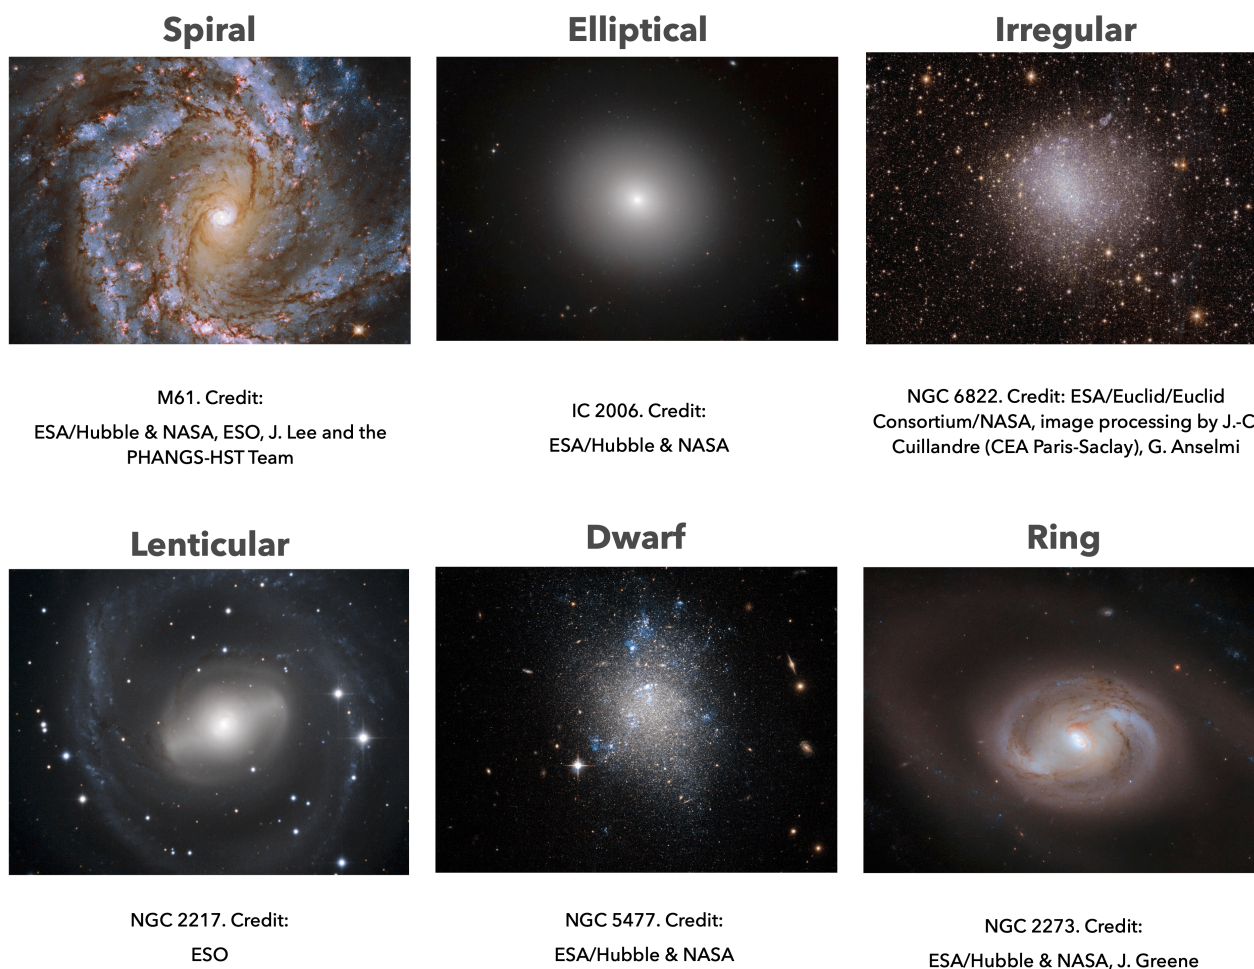 Spiral
Elliptical
Irregular
M61. Credit:
ESA/Hubble & NASA, ESO, J. Lee and the
PHANGS-HST Team
IC 2006. Credit:
ESA/Hubble & NASA
NGC 6822. Credit: ESA/Euclid/Euclid
Consortium/NASA, image processing by J.-C
Cuillandre (CEA Paris-Saclay), G. Anselmi
Lenticular
Dwarf
Ring
NGC 2217. Credit:
ESO
NGC 5477. Credit:
ESA/Hubble & NASA
NGC 2273. Credit:
ESA/Hubble & NASA, J. Greene